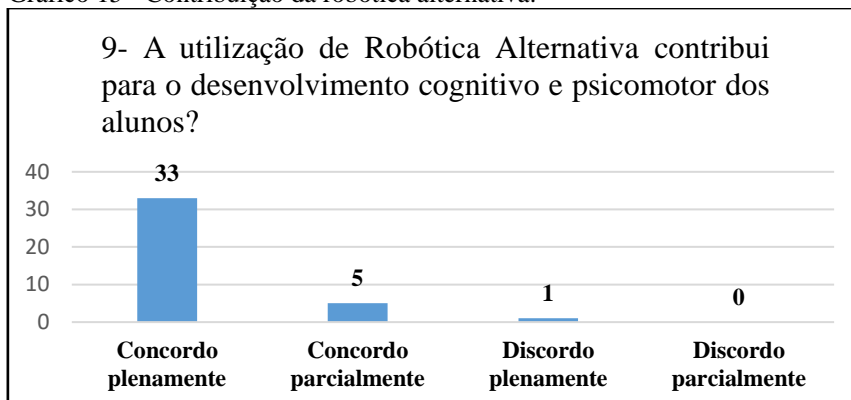 Gráfico 13 - Contribuição da robótica alternativa.
9- A utilização de Robótica Alternativa contribui
para o desenvolvimento cognitivo e psicomotor dos
alunos?
40
30
20
10
0
33
5
1
0
Concordo
plenamente
Concordo
parcialmente
Discordo
plenamente
Discordo
parcialmente